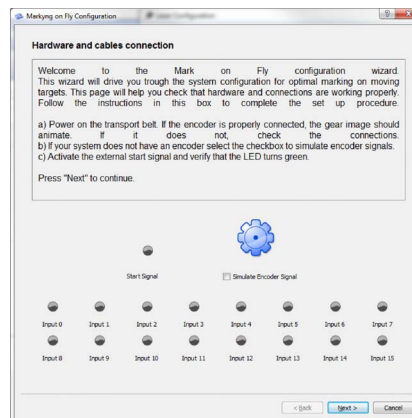 Markyng on Fly Configuration
Hardware and cables connection
Welcome to the Mark on Fly configuration wizard.
This wizard will drive you trough the system configuration for optimal marking on moving
targets. This page will help you check that hardware and connections are working properly.
Follow the instructions in this box to complete the set up procedure.
a) Power on the transport belt. If the encoder is properly connected, the gear image should
animate. If it does not, check the connections.
b) If your system does not have an encoder select the checkbox to simulate encoder signals.
c) Activate the external start signal and verify that the LED turns green.
Press "Next" to continue.
Start Signal
Simulate Encoder Signal
Input 0 Input 1 Input 2 Input 3 Input 4 Input 5 Input 6 Input 7
Input 8 Input 9 Input 10 Input 11 Input 12 Input 13 Input 14 Input 15
< Back Next > Cancel